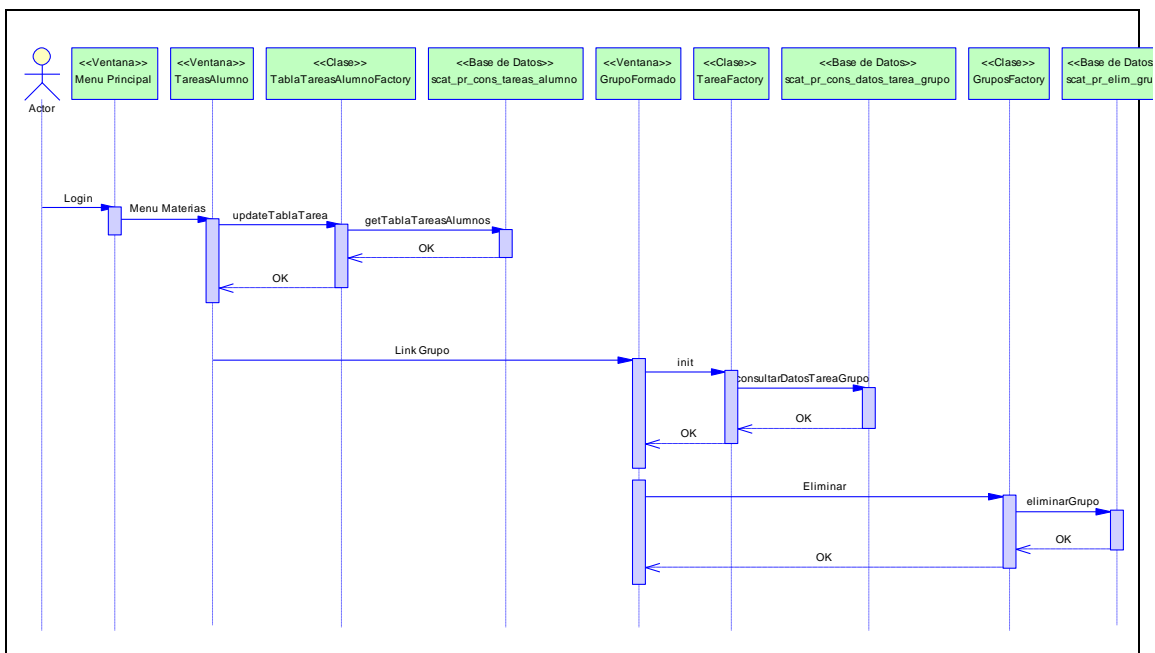 <<Ventana>>
Menu Principal
<<Ventana>>
TareasAlumno
<<Clase>>
TablaTareasAlumnoFactory
<<Base de Datos>>
scat_pr_cons_tareas_alumno
<<Ventana>>
GrupoFormado
<<Clase>>
TareaFactory
<<Base de Datos>>
scat_pr_cons_datos_tarea_grupo
<<Clase>>
GruposFactory
<<Base de Datos
scat_pr_elim_gru
Actor
Login
Menu Materias
updateTablaTarea
getTablaTareasAlumnos
OK
OK
Link Grupo
init
consultarDatosTareaGrupo
OK
OK
Eliminar
eliminarGrupo
OK
OK